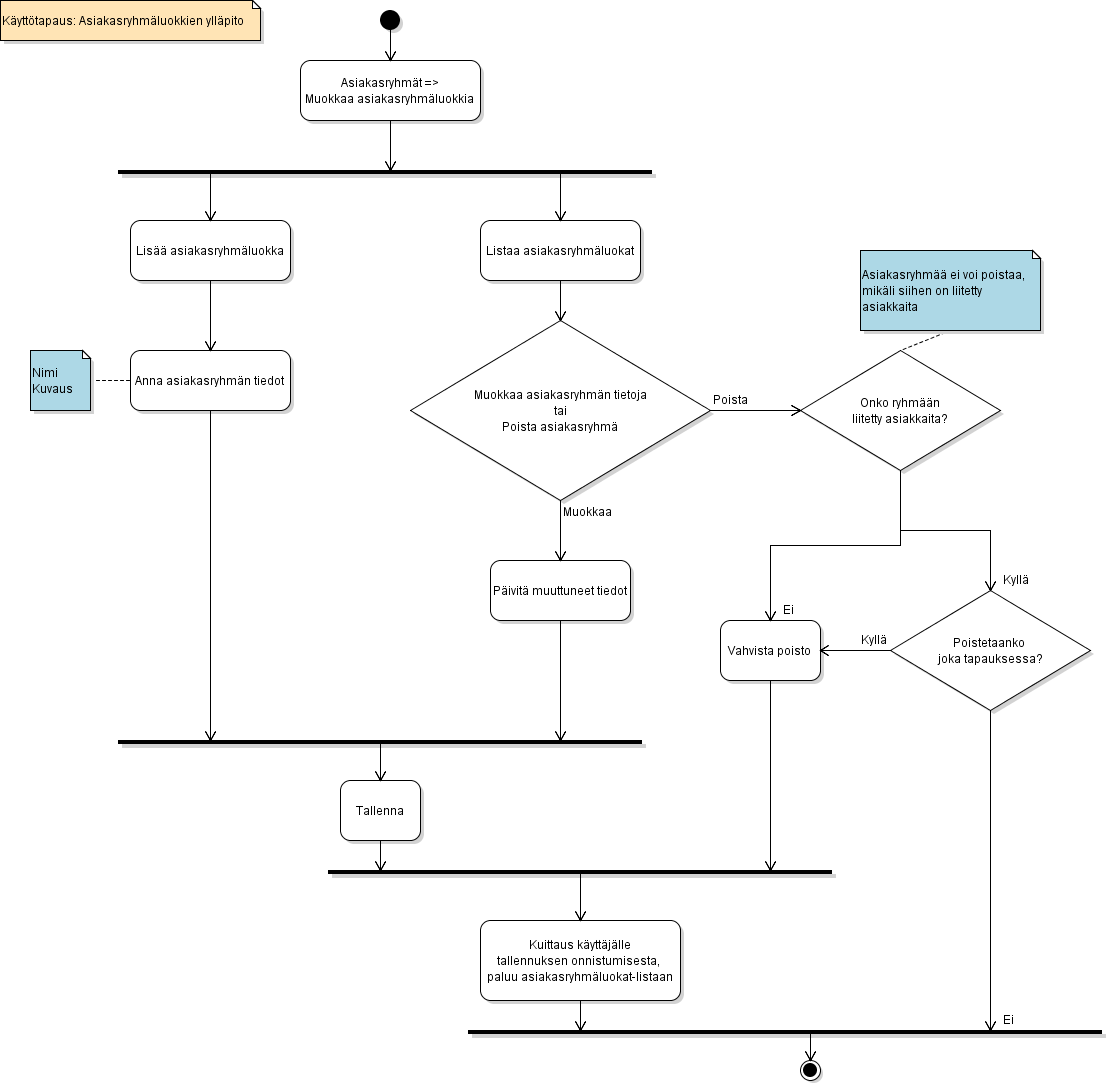 Käyttötapaus: Asiakasryhmäluokkien ylläpito
Asiakasryhmät =>
Muokkaa asiakasryhmäluokkia
Lisää asiakasryhmäluokka
Listaa asiakasryhmäluokat
Asiakasryhmää ei voi poistaa,
mikäli siihen on liitetty
asiakkaita
Nimi
Kuvaus
Anna asiakasryhmän tiedot
Muokkaa asiakasryhmän tietoja
tai
Poista asiakasryhmä
Poista
Onko ryhmään
liitetty asiakkaita?
Muokkaa
Päivitä muuttuneet tiedot
Kyllä
Ei
Vahvista poisto
Kyllä
Poistetaanko
joka tapauksessa?
Tallenna
Kuittaus käyttäjälle
tallennuksen onnistumisesta,
paluu asiakasryhmäluokat-listaan
Ei